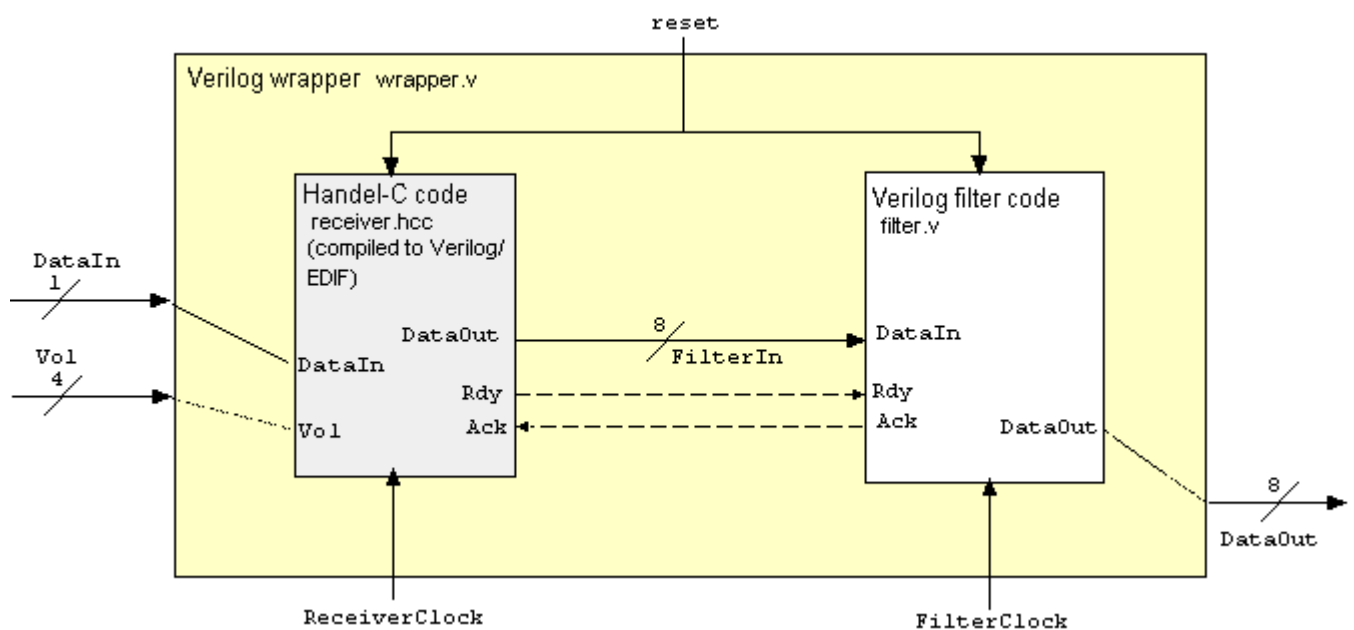 reset
Verilog wrapper wrapper.v
Handel-C code
receiver.hcc
(compiled to Verilog/
EDIF)
Verilog filter code
filter.v
DataIn
1
Vol
4
DataIn
Vol
DataOut
Rdy
Ack
8
FilterIn
DataIn
Rdy
Ack
DataOut
8
DataOut
ReceiverClock
FilterClock